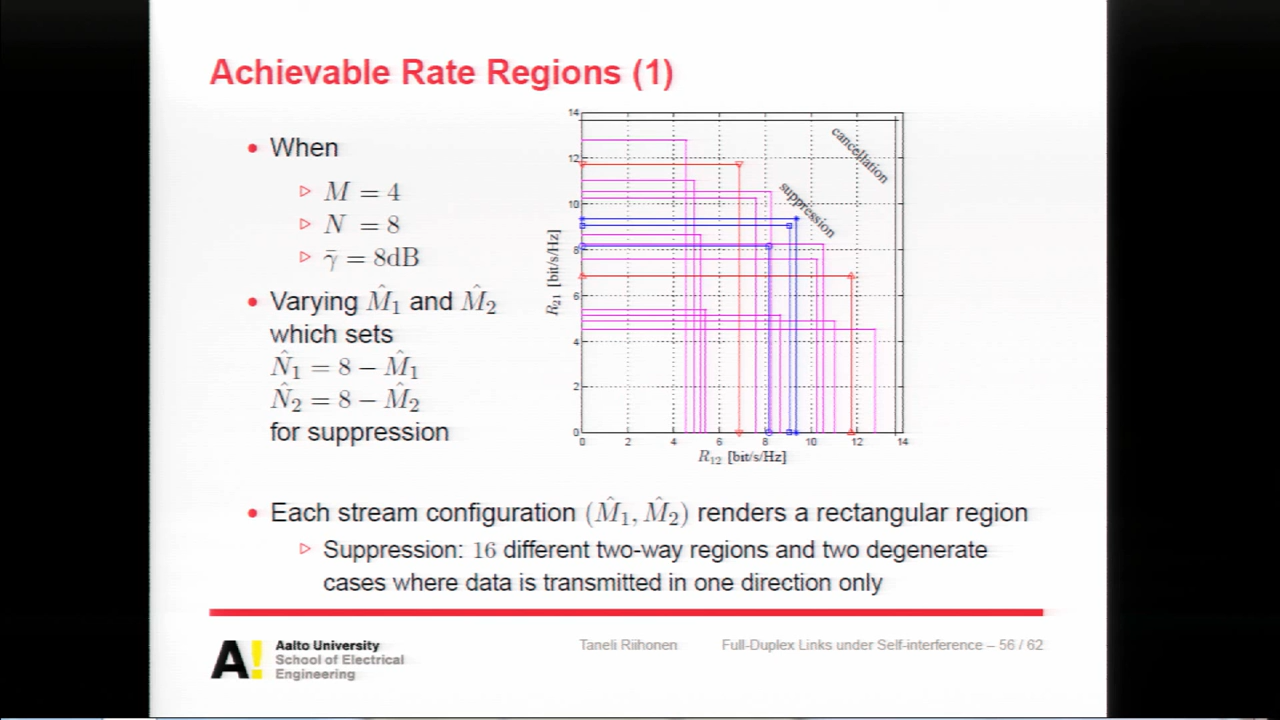 Achievable Rate Regions (1)
• When
▷ M = 4
▷ N = 8
▷ γ̄ = 8dB
• Varying M̂₁ and M̂₂
which sets
N̂₁ = 8 − M̂₁
N̂₂ = 8 − M̂₂
for suppression
14
12
10
8
6
4
2
0
R₂₁ [bit/s/Hz]
cancellation
suppression
0 2 4 6 8 10 12 14
R₁₂ [bit/s/Hz]
• Each stream configuration (M̂₁, M̂₂) renders a rectangular region
▷ Suppression: 16 different two-way regions and two degenerate
cases where data is transmitted in one direction only
A!
Aalto University
School of Electrical
Engineering
Taneli Riihonen
Full-Duplex Links under Self-interference – 56 / 62